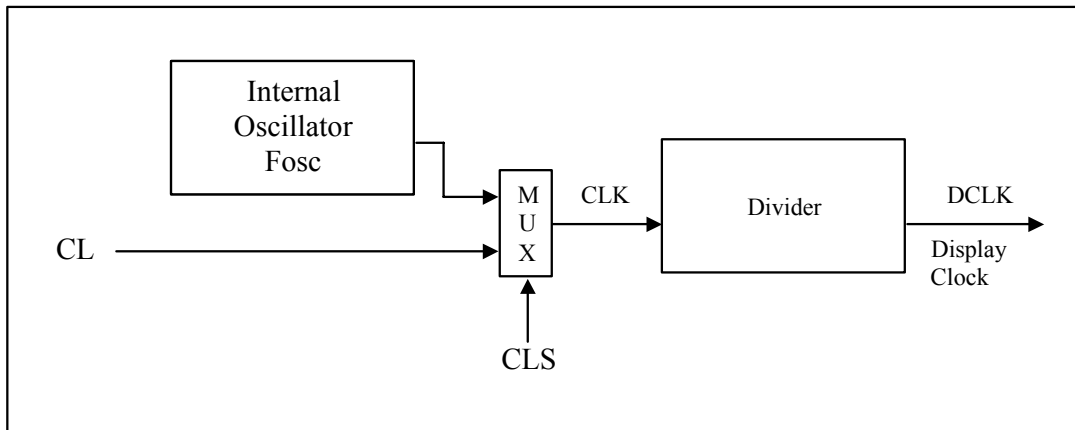 Internal
Oscillator
Fosc
M
U
X
CL
CLS
CLK
Divider
DCLK
Display
Clock